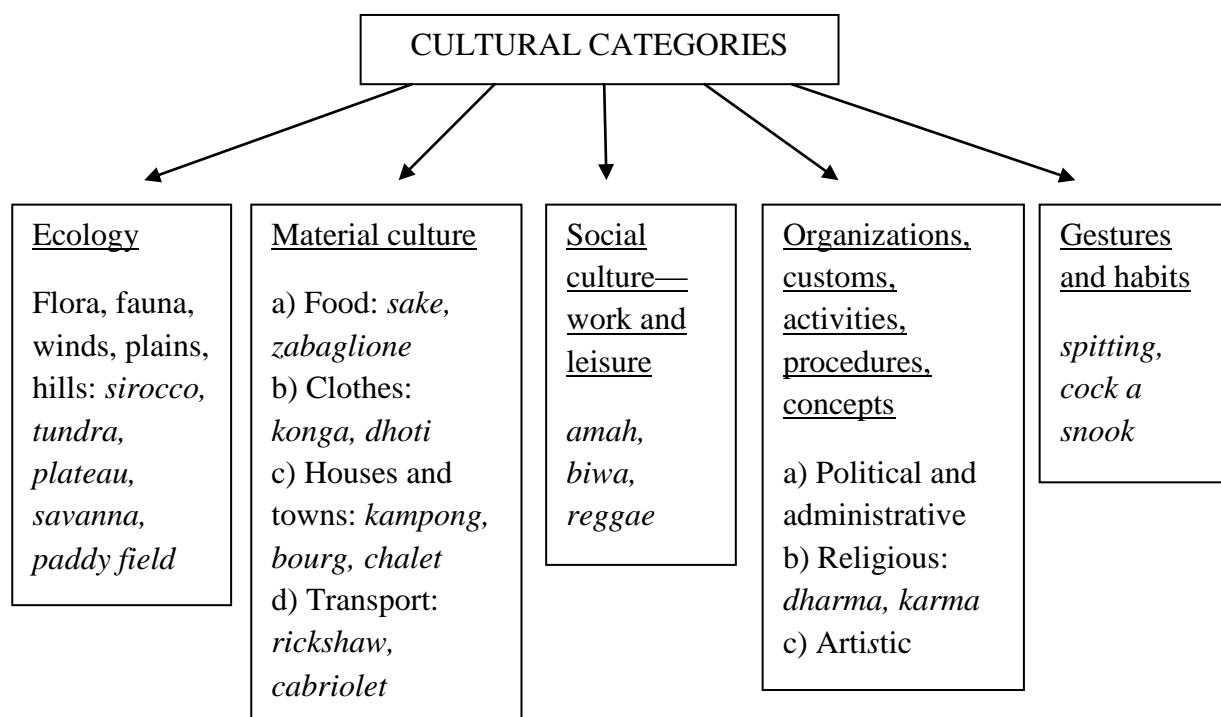 CULTURAL CATEGORIES
Ecology
Flora, fauna,
winds, plains,
hills: sirocco,
tundra,
plateau,
savanna,
paddy field
Material culture
a) Food: sake,
zabaglione
b) Clothes:
konga, dhoti
c) Houses and
towns: kampong,
bourg, chalet
d) Transport:
rickshaw,
cabriolet
Social
culture—
work and
leisure
amah,
biwa,
reggae
Organizations,
customs,
activities,
procedures,
concepts
a) Political and
administrative
b) Religious:
dharma, karma
c) Artistic
Gestures
and habits
spitting,
cock a
snook